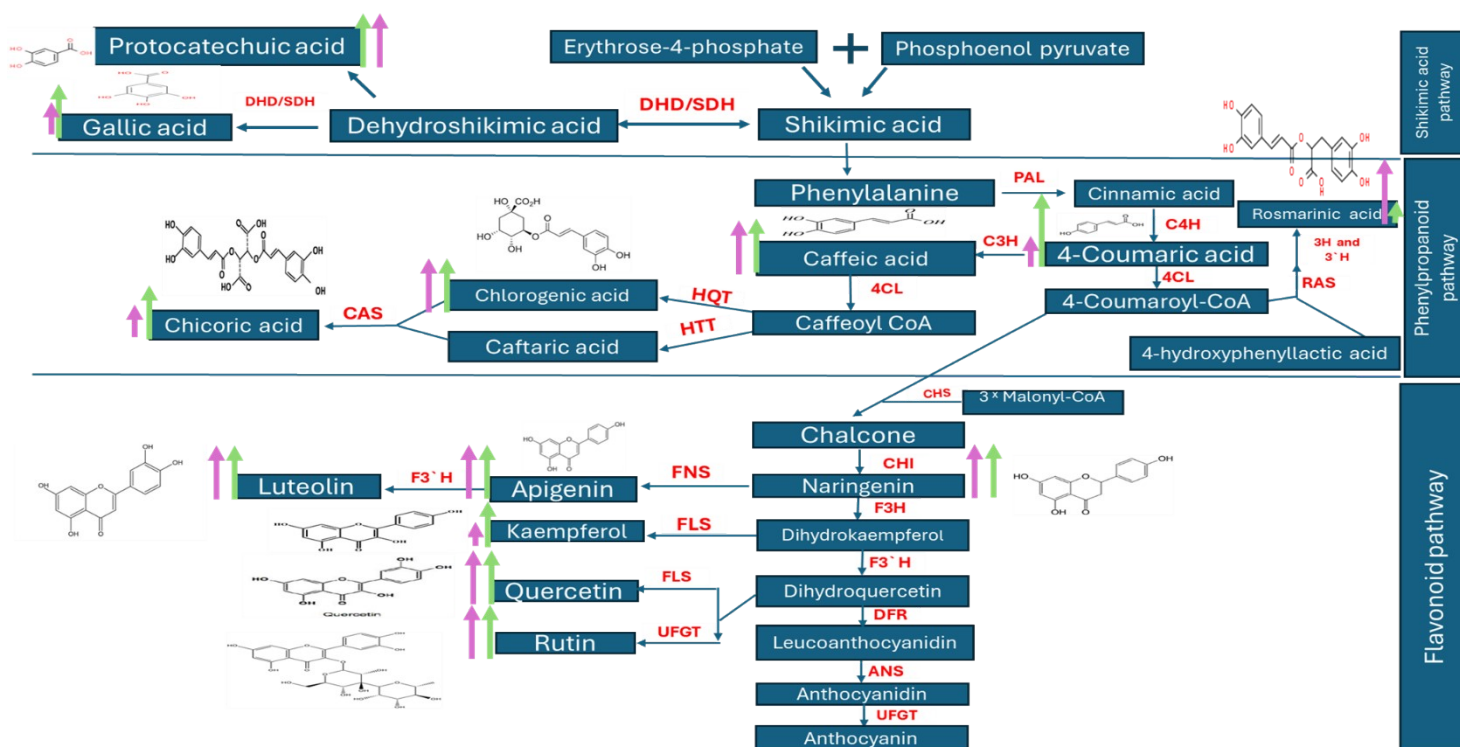 Protocatechuic acid
Erythrose-4-phosphate
Phosphoenol pyruvate
DHD/SDH
DHD/SDH
Gallic acid
Dehydroshikimic acid
Shikimic acid
Shikimic acid
pathway
Phenylalanine
PAL
Cinnamic acid
Rosmarinic acid
C4H
3H and
3`H
Caffeic acid
C3H
4-Coumaric acid
4CL
4CL
RAS
Chlorogenic acid
HQT
4-Coumaroyl-CoA
Chicoric acid
CAS
Caffeoyl CoA
HTT
Caftaric acid
4-hydroxyphenyllactic acid
Phenylpropanoid
pathway
CHS
3 x Malonyl-CoA
Chalcone
CHI
Luteolin
F3`H
Apigenin
FNS
Naringenin
F3H
Kaempferol
FLS
Dihydrokaempferol
F3`H
Quercetin
Quercetin
FLS
Dihydroquercetin
DFR
Rutin
UFGT
Leucoanthocyanidin
ANS
Anthocyanidin
UFGT
Anthocyanin
Flavonoid pathway